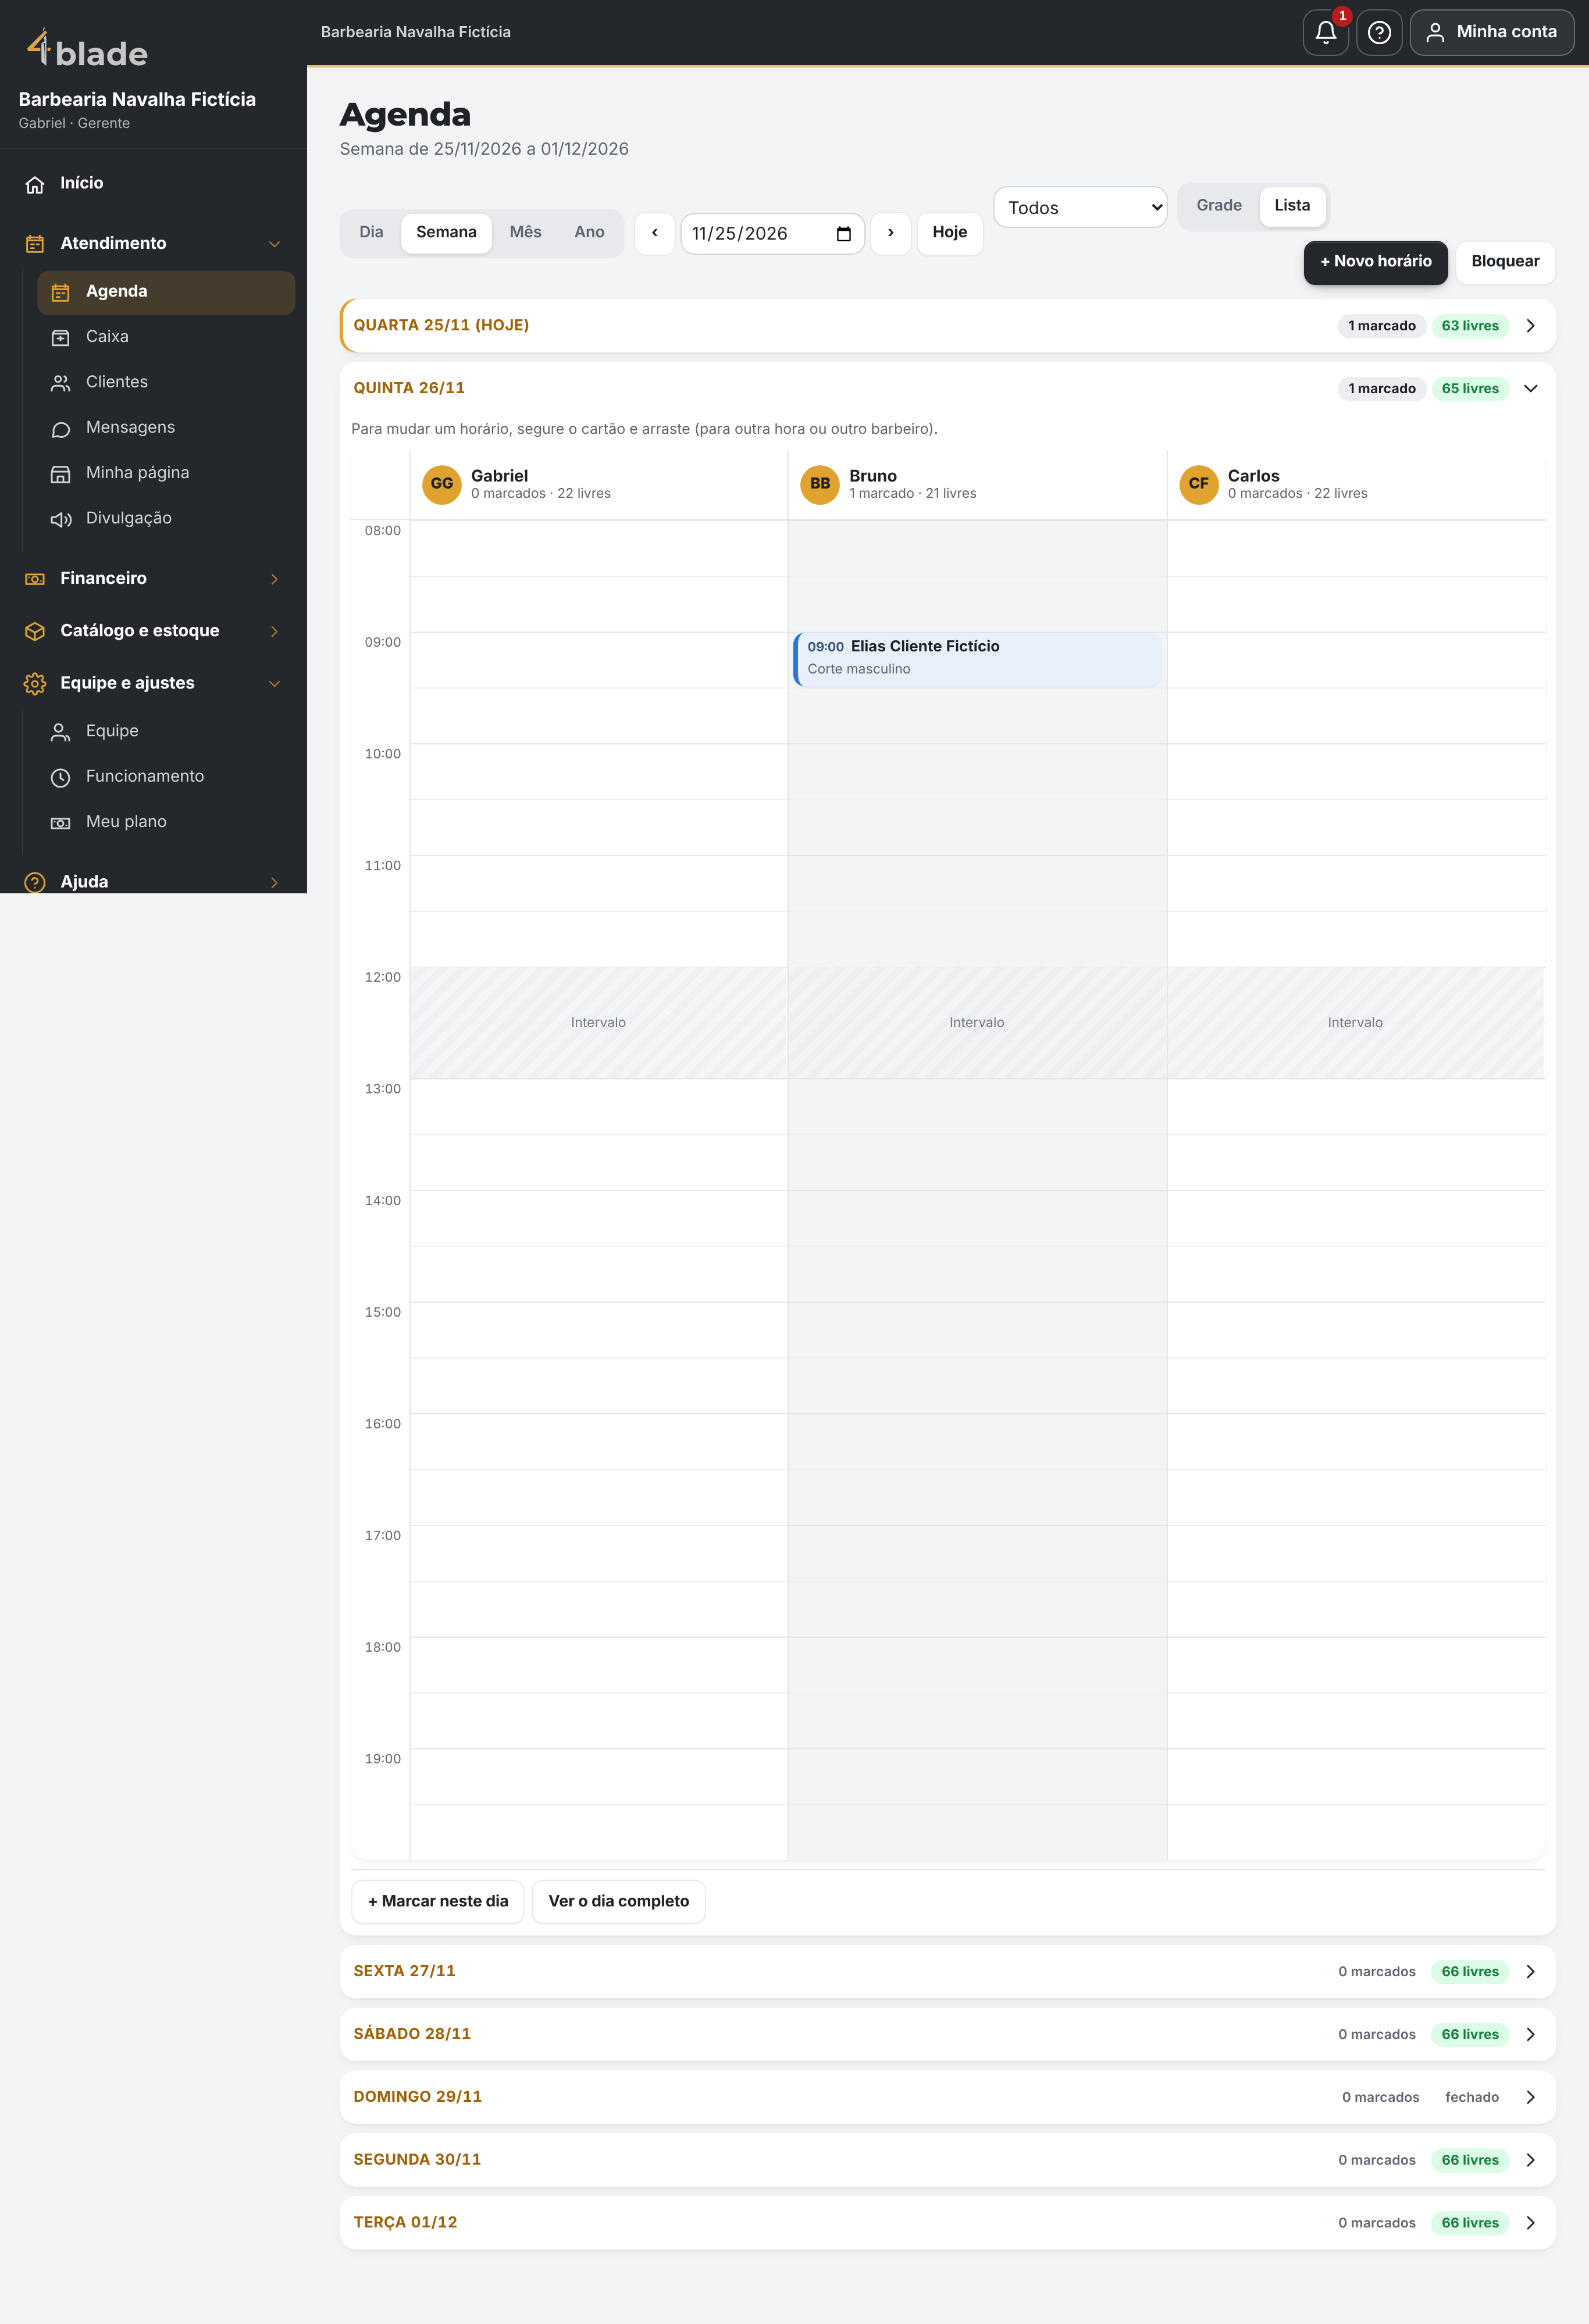 4blade
Barbearia Navalha Fictícia
Gabriel · Gerente
Início
Atendimento
Agenda
Caixa
Clientes
Mensagens
Minha página
Divulgação
Financeiro
Catálogo e estoque
Equipe e ajustes
Equipe
Funcionamento
Meu plano
Ajuda
Barbearia Navalha Fictícia
1
Minha conta
Agenda
Semana de 25/11/2026 a 01/12/2026
Dia Semana Mês Ano ‹ 11/25/2026 › Hoje Todos Grade Lista
+ Novo horário Bloquear
QUARTA 25/11 (HOJE) 1 marcado 63 livres
QUINTA 26/11 1 marcado 65 livres
Para mudar um horário, segure o cartão e arraste (para outra hora ou outro barbeiro).
GG Gabriel
0 marcados · 22 livres
BB Bruno
1 marcado · 21 livres
CF Carlos
0 marcados · 22 livres
08:00
09:00
09:00 Elias Cliente Fictício
Corte masculino
10:00
11:00
12:00
Intervalo Intervalo Intervalo
13:00
14:00
15:00
16:00
17:00
18:00
19:00
+ Marcar neste dia Ver o dia completo
SEXTA 27/11 0 marcados 66 livres
SÁBADO 28/11 0 marcados 66 livres
DOMINGO 29/11 0 marcados fechado
SEGUNDA 30/11 0 marcados 66 livres
TERÇA 01/12 0 marcados 66 livres